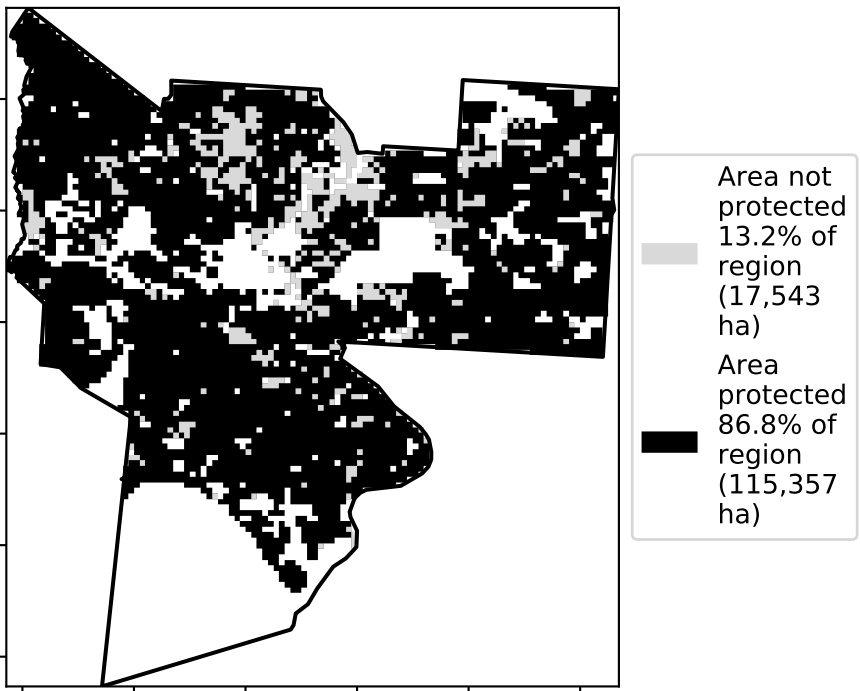 Area not
protected
13.2% of
region
(17,543
ha)
Area
protected
86.8% of
region
(115,357
ha)